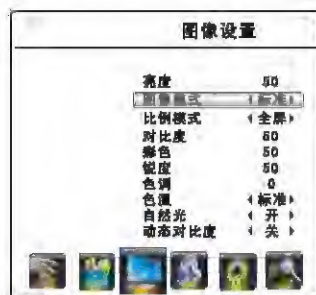 图像设置
亮度 50
图像模式 标准
比例模式 全屏
对比度 50
彩色 50
锐度 50
色调 0
色温 标准
自然光 开
动态对比度 关